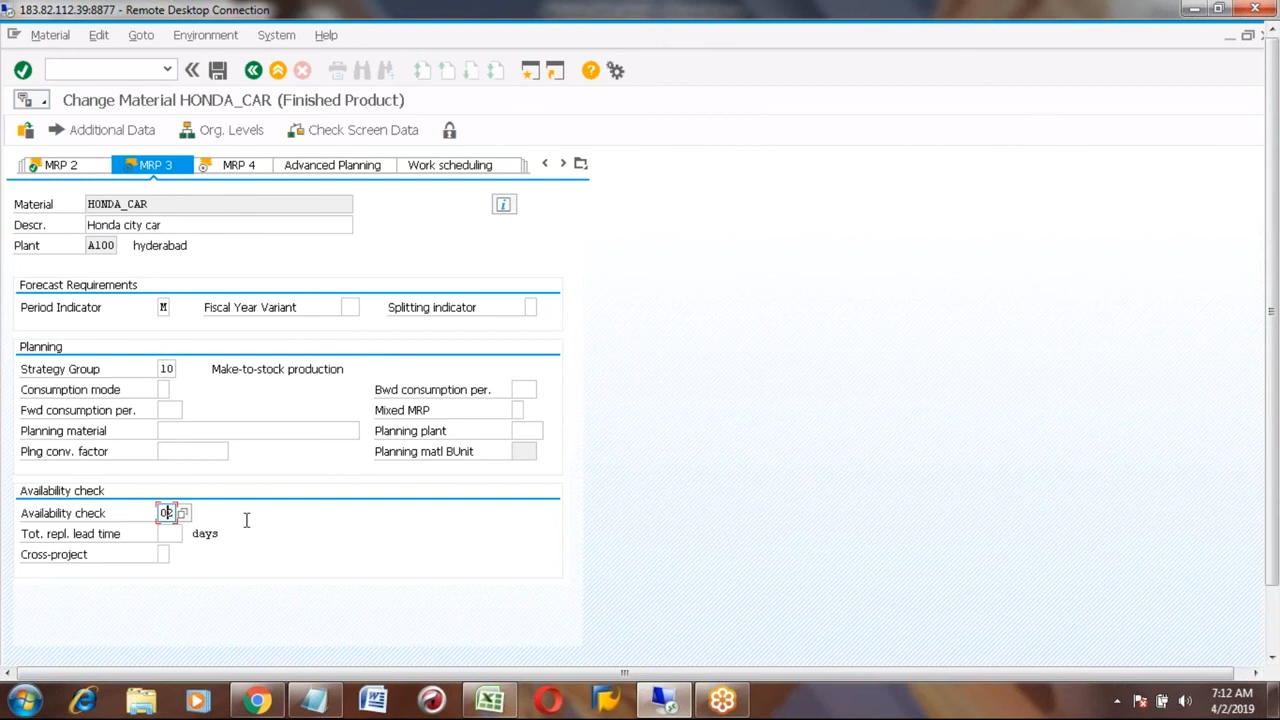 183.82.112.39:8877 - Remote Desktop Connection
Material Edit Goto Environment System Help
Change Material HONDA_CAR (Finished Product)
Additional Data Org. Levels Check Screen Data
MRP 2 MRP 3 MRP 4 Advanced Planning Work scheduling
Material HONDA_CAR
Descr. Honda city car
Plant A100 hyderabad
Forecast Requirements
Period Indicator M Fiscal Year Variant Splitting indicator
Planning
Strategy Group 10 Make-to-stock production
Consumption mode Bwd consumption per.
Fwd consumption per. Mixed MRP
Planning material Planning plant
Plng conv. factor Planning matl BUnit
Availability check
Availability check 02
Tot. repl. lead time days
Cross-project
7:12 AM
4/2/2019